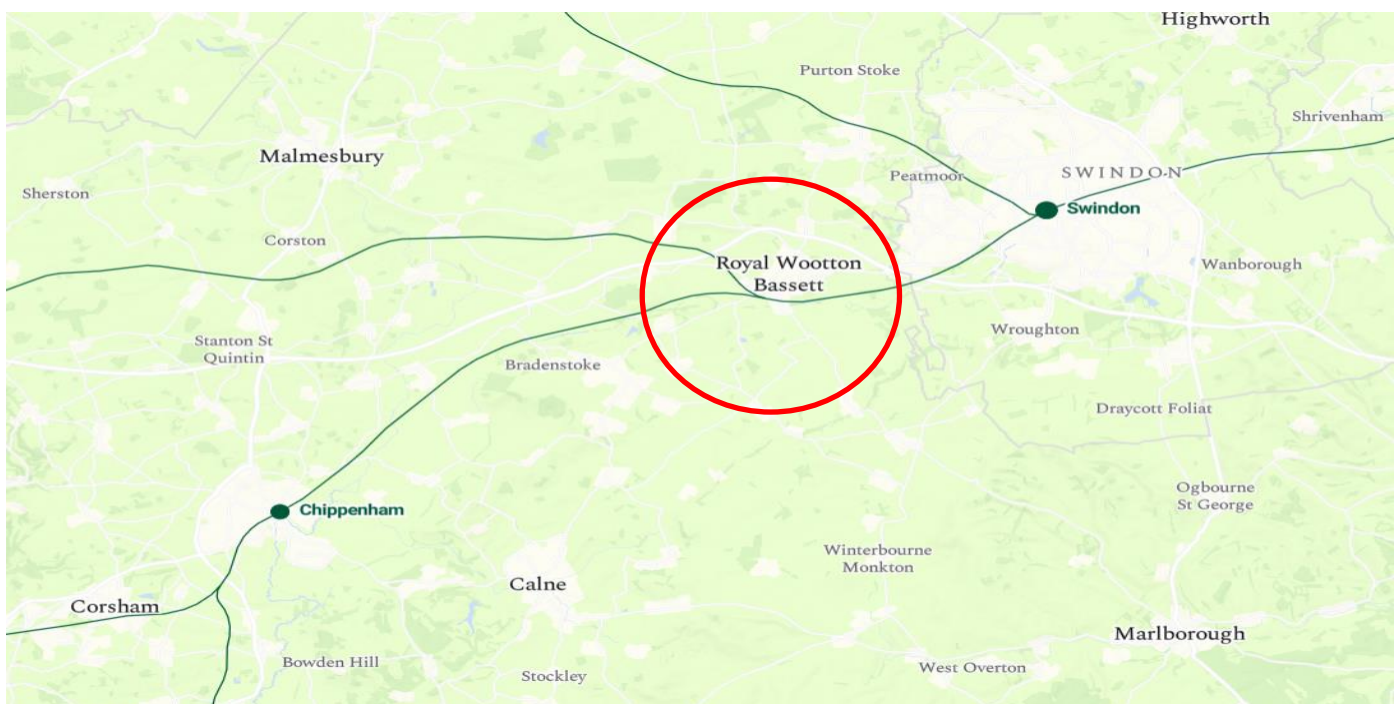 Highworth
Purton Stoke
Shrivenham
Malmesbury
SWINDON
Peatmoor
Sherston
Swindon
Corston
Royal Wootton
Bassett
Wanborough
Wroughton
Stanton St
Quintin
Bradenstoke
Draycott Foliat
Ogbourne
St George
Chippenham
Winterbourne
Monkton
Calne
Corsham
Marlborough
Bowden Hill
West Overton
Stockley